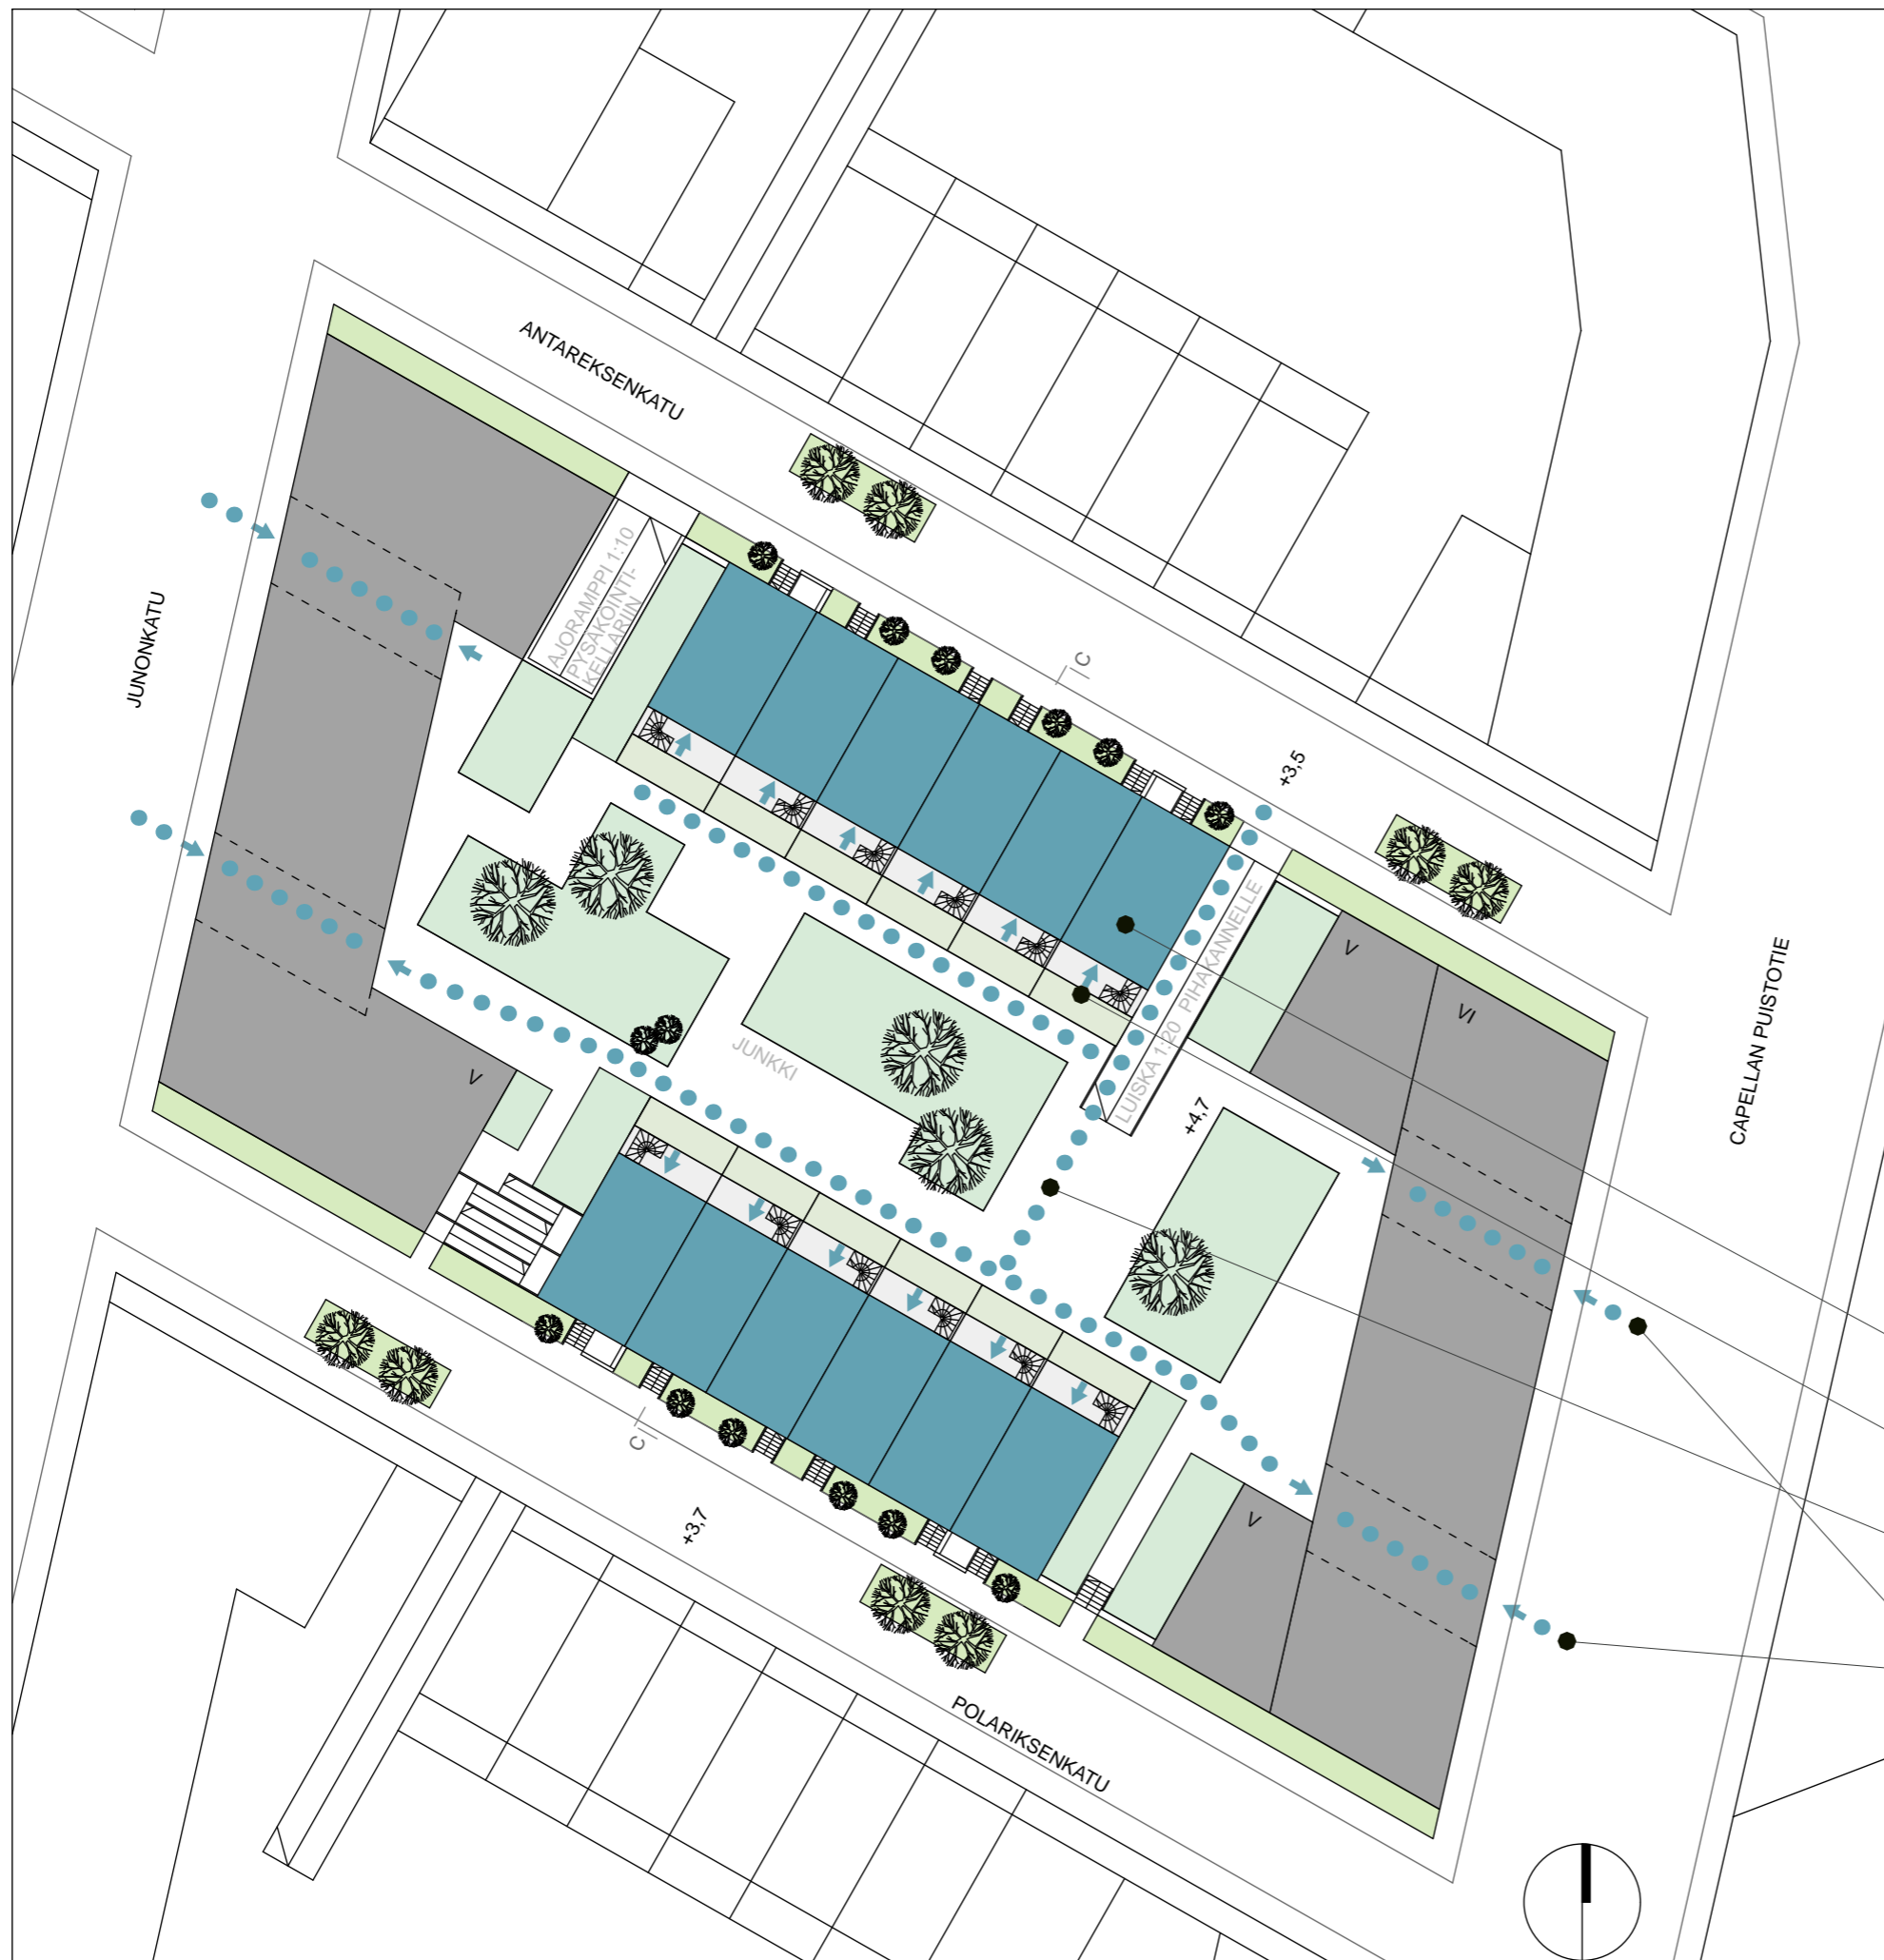 ANTAREKSENKATU
JUNONKATU
AJORAMPPI 1:10
PYSAKOINTI-
KELLARIIN
C
+3,5
LUISKA 1:20 PIHAKANNELLE
V
VI
CAPELLAN PUISTOTIE
JUNKKI
+4,7
V
C
+3,7
V
POLARIKSENKATU